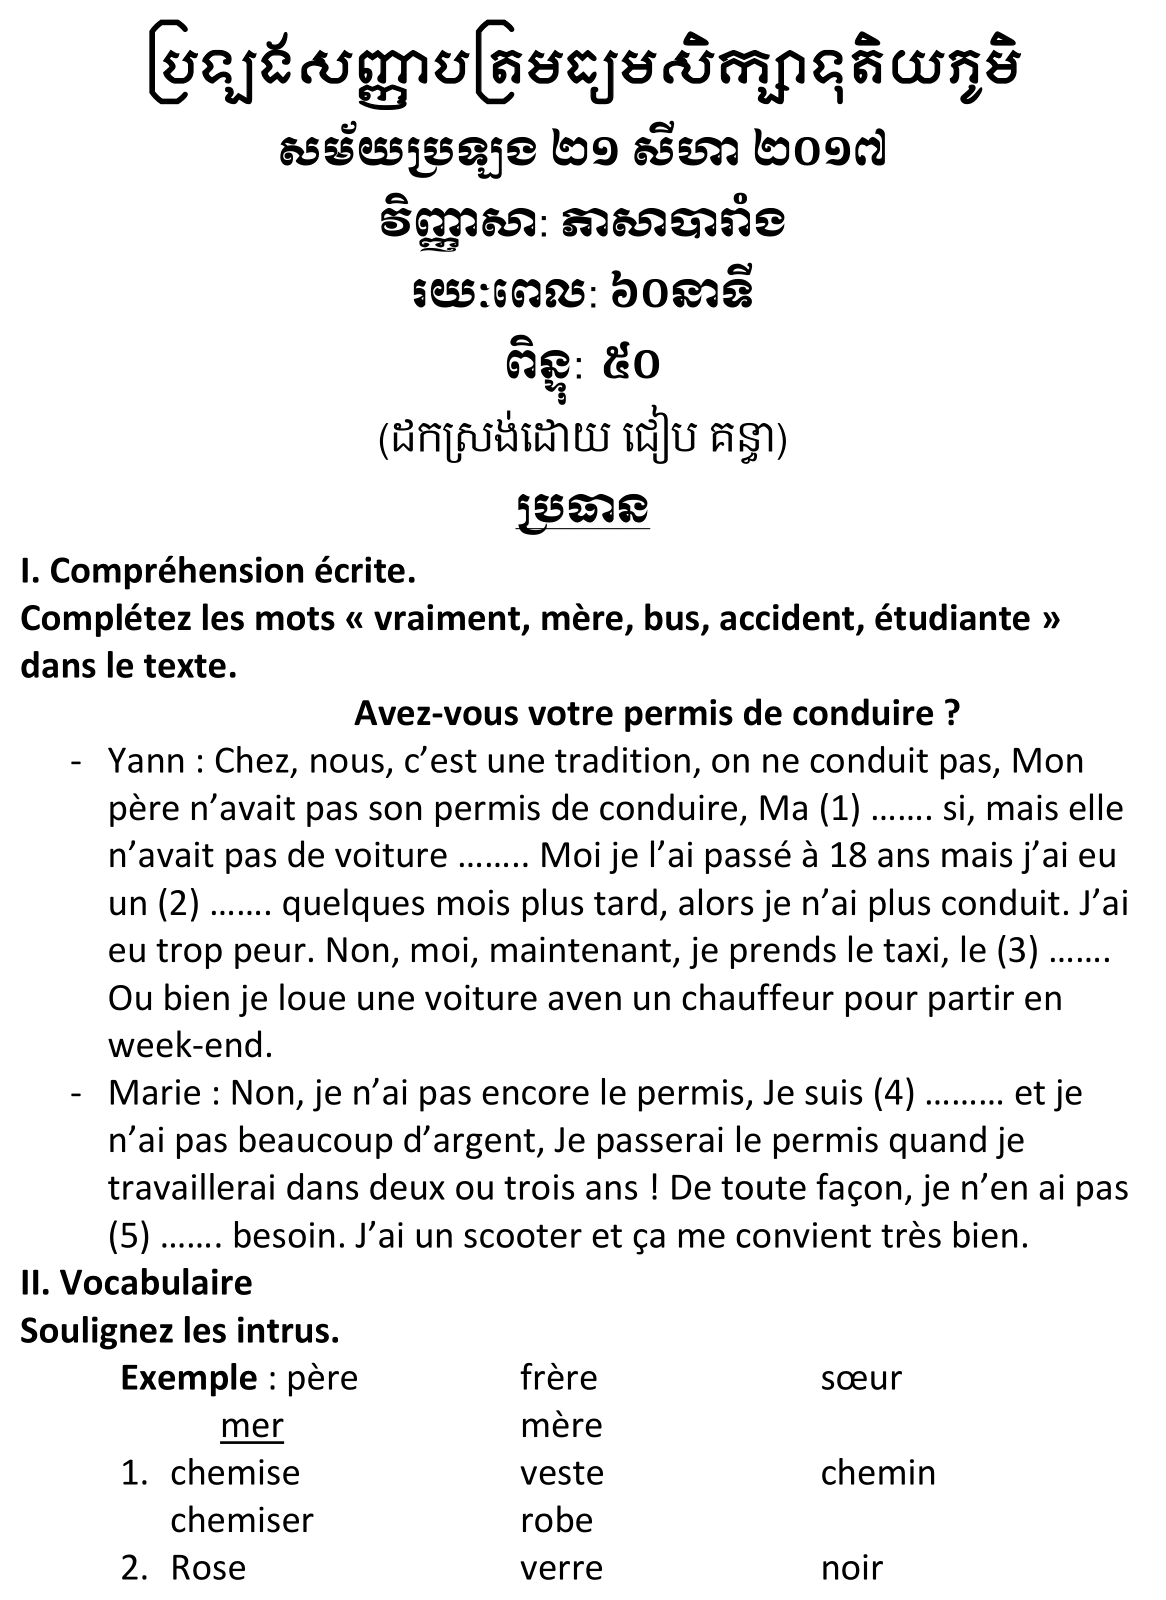 ប្រឡងសញ្ញាបត្រមធ្យមសិក្សាទុតិយភូមិ
សម័យប្រឡង ២១ សីហា ២០១៧
វិញ្ញាសា: ភាសាបារាំង
រយៈពេល: ៦០នាទី
ពិន្ទុ: ៥០
(ដកស្រង់ដោយ ជៀប គន្ធា)
ប្រធាន
I. Compréhension écrite.
Complétez les mots « vraiment, mère, bus, accident, étudiante »
dans le texte.
Avez-vous votre permis de conduire ?
- Yann : Chez, nous, c’est une tradition, on ne conduit pas, Mon
père n’avait pas son permis de conduire, Ma (1) ……. si, mais elle
n’avait pas de voiture …….. Moi je l’ai passé à 18 ans mais j’ai eu
un (2) ……. quelques mois plus tard, alors je n’ai plus conduit. J’ai
eu trop peur. Non, moi, maintenant, je prends le taxi, le (3) …….
Ou bien je loue une voiture aven un chauffeur pour partir en
week-end.
- Marie : Non, je n’ai pas encore le permis, Je suis (4) ……… et je
n’ai pas beaucoup d’argent, Je passerai le permis quand je
travaillerai dans deux ou trois ans ! De toute façon, je n’en ai pas
(5) ……. besoin. J’ai un scooter et ça me convient très bien.
II. Vocabulaire
Soulignez les intrus.
Exemple : père frère sœur
mer mère
1. chemise veste chemin
chemiser robe
2. Rose verre noir